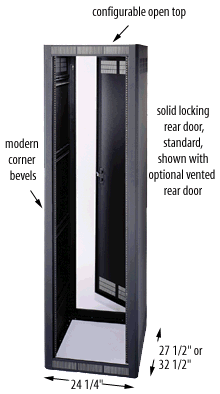 configurable open top
solid locking
rear door,
standard,
shown with
optional vented
rear door
modern
corner
bevels
27 1/2" or
32 1/2"
24 1/4"